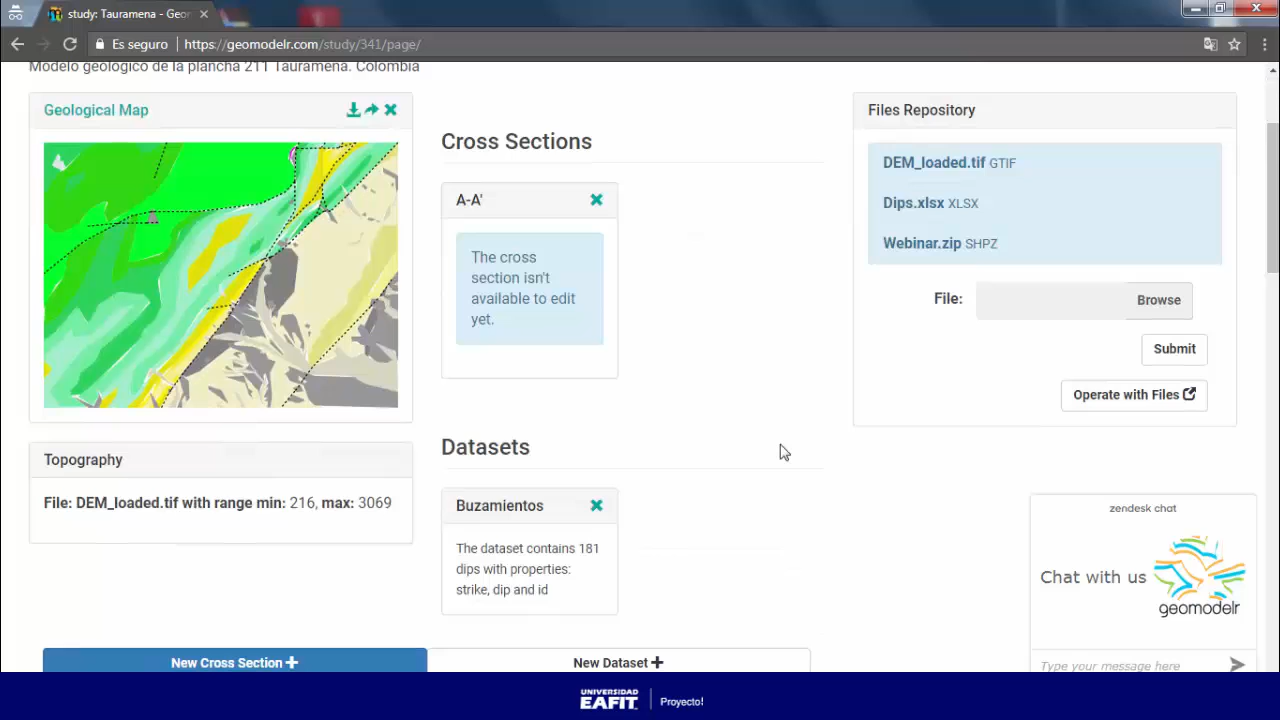 study: Tauramena - Geor
Es seguro
https://geomodelr.com/study/341/page/
Modelo geológico de la plancha 211 Tauramena. Colombia
Geological Map
Topography
File: DEM_loaded.tif with range min: 216, max: 3069
Cross Sections
A-A'
The cross
section isn't
available to edit
yet.
Datasets
Buzamientos
The dataset contains 181
dips with properties:
strike, dip and id
New Cross Section
New Dataset
Files Repository
DEM_loaded.tif GTIF
Dips.xlsx XLSX
Webinar.zip SHPZ
File:
Browse
Submit
Operate with Files
zendesk chat
Chat with us
geomodelr
Type your message here
UNIVERSIDAD
EAFIT
Proyecto!